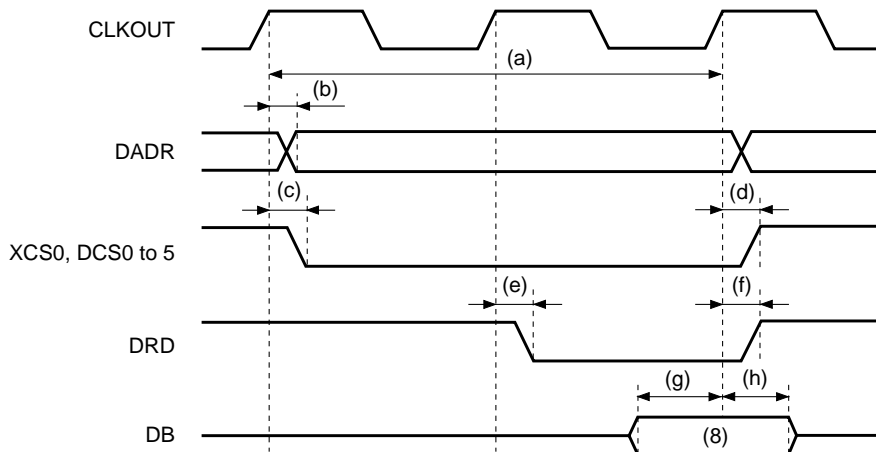 CLKOUT
(a)
(b)
DADR
(c)
(d)
XCS0, DCS0 to 5
(e)
(f)
DRD
(g)
(h)
DB
(8)